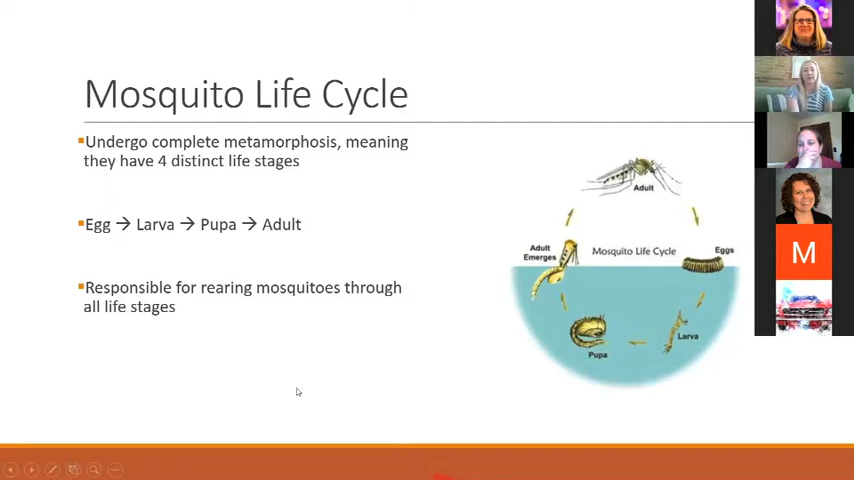 Mosquito Life Cycle
▪Undergo complete metamorphosis, meaning
they have 4 distinct life stages
▪Egg → Larva → Pupa → Adult
▪Responsible for rearing mosquitoes through
all life stages
Adult
Adult
Emerges
Mosquito Life Cycle
Eggs
Larva
Pupa
M